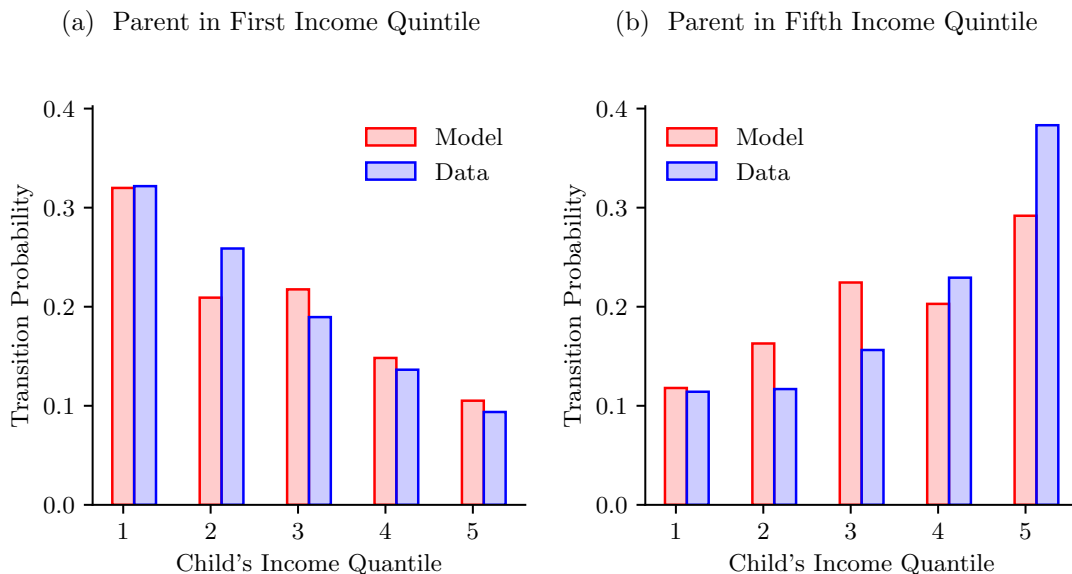 (a) Parent in First Income Quintile
0.4
0.3
0.2
0.1
0.0
Transition Probability
Model
Data
1 2 3 4 5
Child's Income Quantile
(b) Parent in Fifth Income Quintile
0.4
0.3
0.2
0.1
0.0
Transition Probability
Model
Data
1 2 3 4 5
Child's Income Quantile